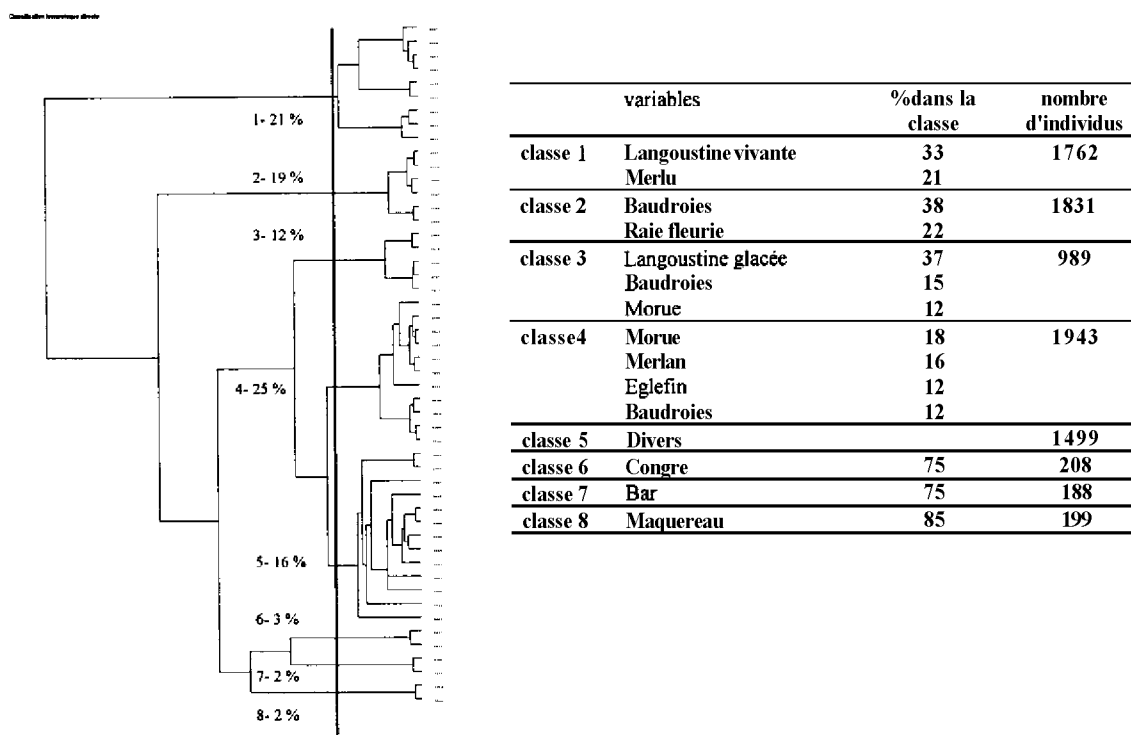 1- 21 %
2- 19 %
3- 12 %
4- 25 %
5- 16 %
6- 3 %
7- 2 %
8- 2 %
variables %dans la classe nombre d'individus
classe 1 Langoustine vivante 33 1762
Merlu 21
classe 2 Baudroies 38 1831
Raie fleurie 22
classe 3 Langoustine glacée 37 989
Baudroies 15
Morue 12
classe4 Morue 18 1943
Merlan 16
Eglefin 12
Baudroies 12
classe 5 Divers 1499
classe 6 Congre 75 208
classe 7 Bar 75 188
classe 8 Maquereau 85 199